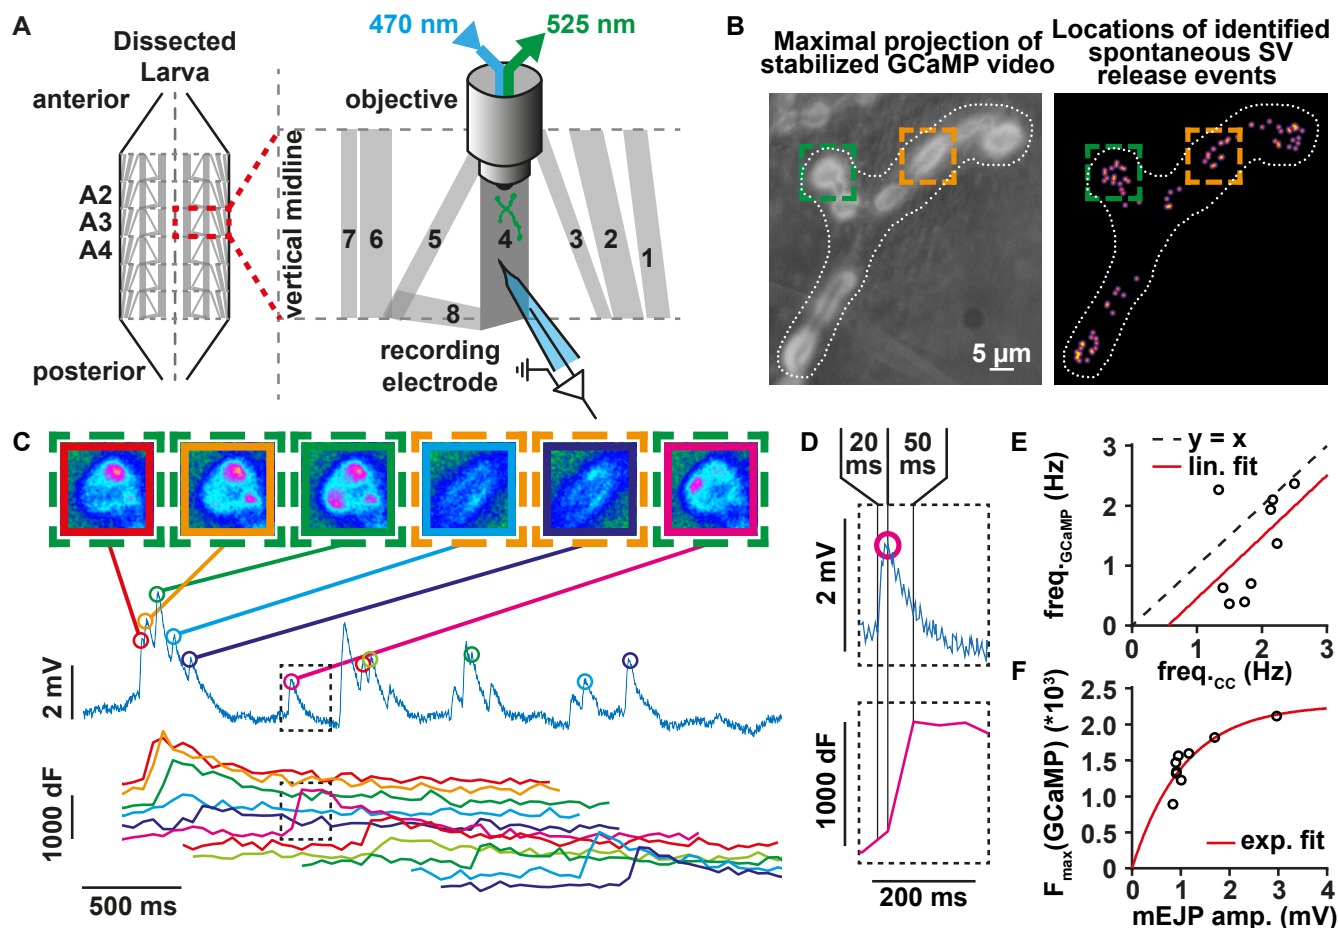 A
Dissected
Larva
anterior
A2
A3
A4
posterior
vertical midline
470 nm
525 nm
objective
7
6
5
4
3
2
1
8
recording
electrode
B
Maximal projection of
stabilized GCaMP video
Locations of identified
spontaneous SV
release events
5 µm
C
2 mV
1000 dF
500 ms
D
20
ms
50
ms
2 mV
1000 dF
200 ms
E
y = x
lin. fit
freq.GCaMP (Hz)
3
2
1
0
0
1
2
3
freq.CC (Hz)
F
Fmax(GCaMP) (*10³)
2.5
2.0
1.5
1.0
0.5
0
exp. fit
0
1
2
3
4
mEJP amp. (mV)